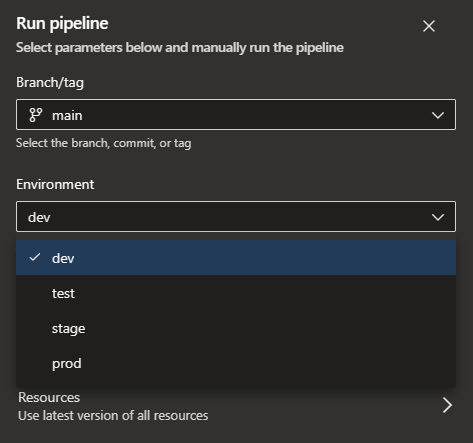 Run pipeline
Select parameters below and manually run the pipeline
Branch/tag
main
Select the branch, commit, or tag
Environment
dev
dev
test
stage
prod
Resources
Use latest version of all resources